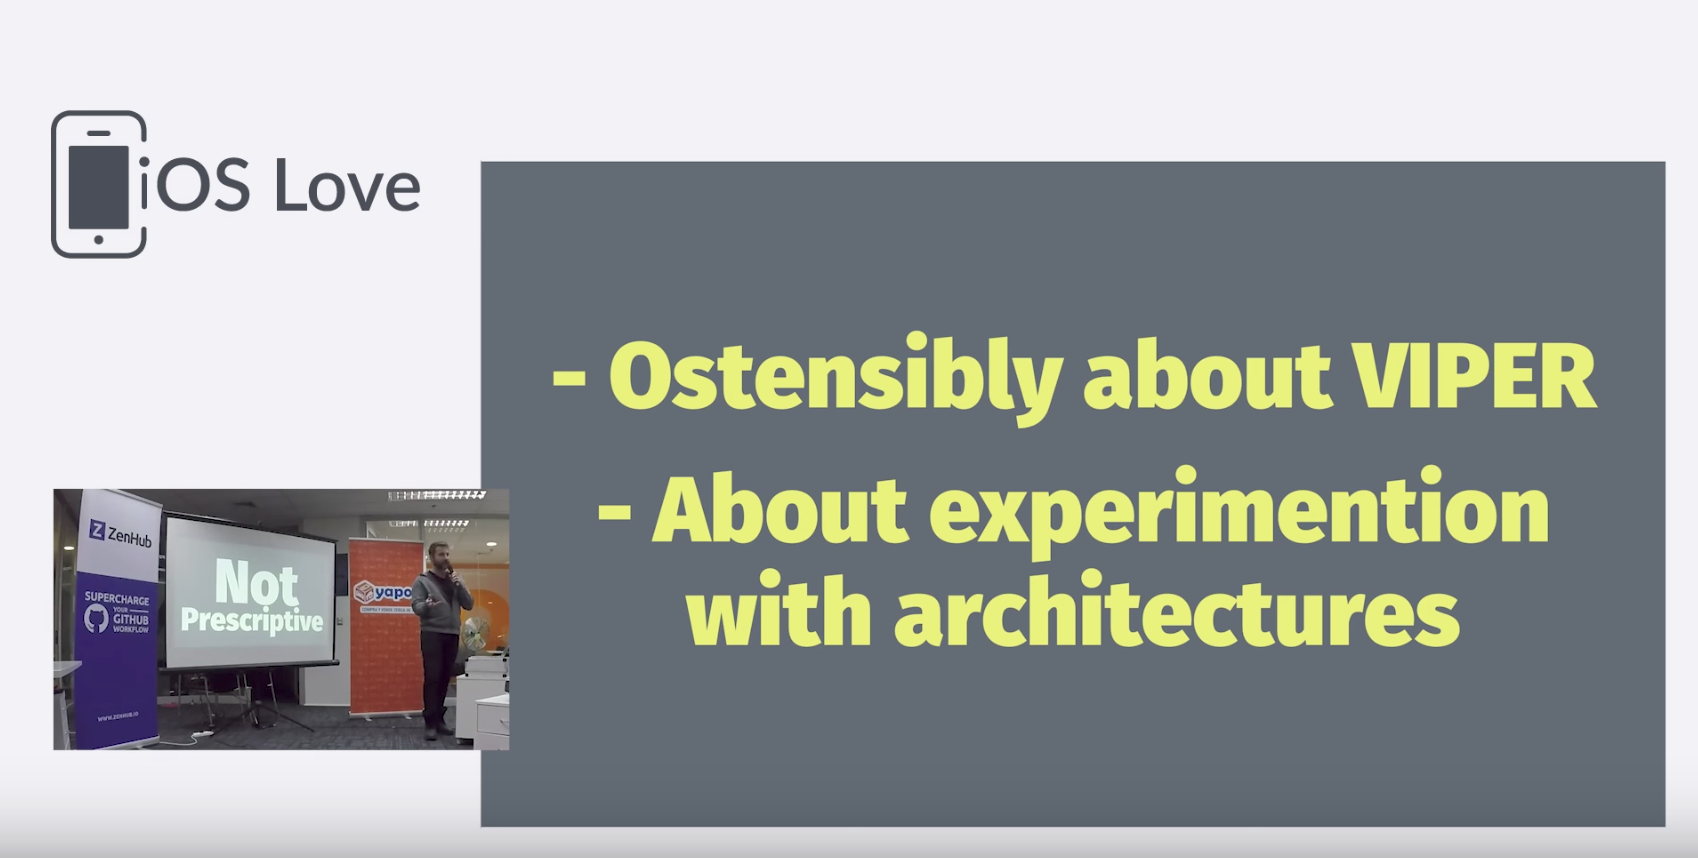 iOS Love
- Ostensibly about VIPER
- About experimention
with architectures
ZenHub
SUPERCHARGE
YOUR
GITHUB
WORKFLOW
WWW.ZENHUB.IO
Not
Prescriptive
yapo